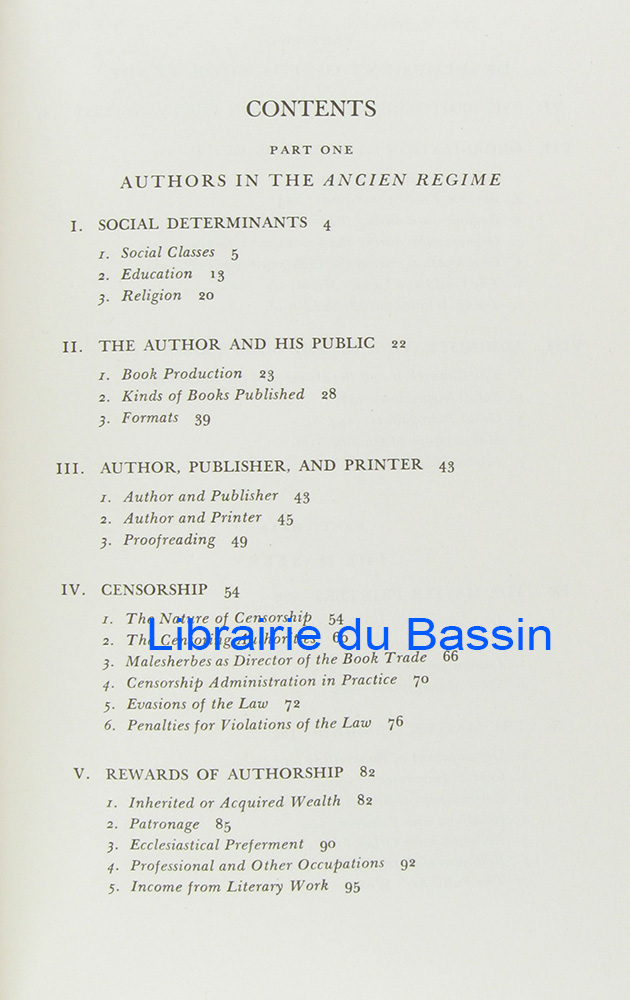 CONTENTS
PART ONE
AUTHORS IN THE ANCIEN REGIME
I. SOCIAL DETERMINANTS 4
1. Social Classes 5
2. Education 13
3. Religion 20
II. THE AUTHOR AND HIS PUBLIC 22
1. Book Production 23
2. Kinds of Books Published 28
3. Formats 39
III. AUTHOR, PUBLISHER, AND PRINTER 43
1. Author and Publisher 43
2. Author and Printer 45
3. Proofreading 49
IV. CENSORSHIP 54
1. The Nature of Censorship 54
2. The Censoring Authorities 60
Librairie du Bassin
3. Malesherbes as Director of the Book Trade 66
4. Censorship Administration in Practice 70
5. Evasions of the Law 72
6. Penalties for Violations of the Law 76
V. REWARDS OF AUTHORSHIP 82
1. Inherited or Acquired Wealth 82
2. Patronage 85
3. Ecclesiastical Preferment 90
4. Professional and Other Occupations 92
5. Income from Literary Work 95